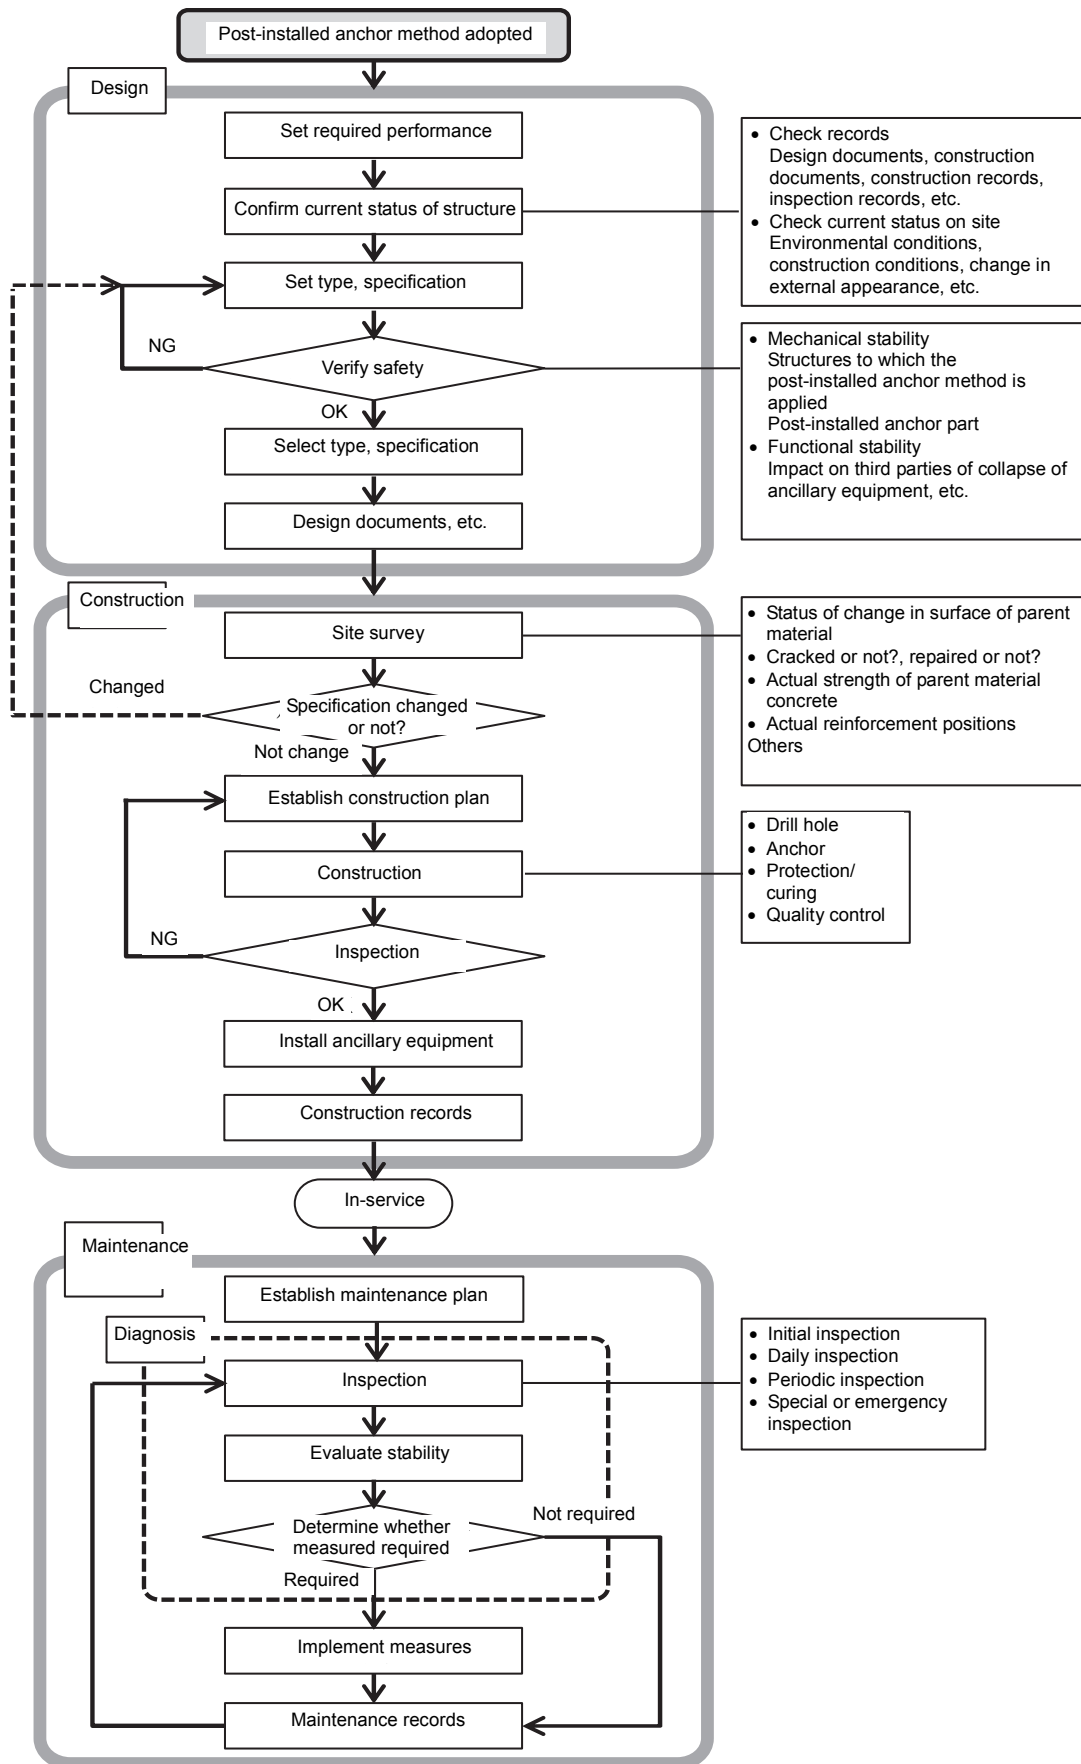 Post-installed anchor method adopted
Design
Set required performance
Confirm current status of structure
• Check records
Design documents, construction
documents, construction records,
inspection records, etc.
• Check current status on site
Environmental conditions,
construction conditions, change in
external appearance, etc.
Set type, specification
NG
Verify safety
OK
• Mechanical stability
Structures to which the
post-installed anchor method is
applied
Post-installed anchor part
• Functional stability
Impact on third parties of collapse of
ancillary equipment, etc.
Select type, specification
Design documents, etc.
Construction
Site survey
• Status of change in surface of parent
material
• Cracked or not?, repaired or not?
• Actual strength of parent material
concrete
• Actual reinforcement positions
Others
Changed
Specification changed
or not?
Not change
Establish construction plan
Construction
• Drill hole
• Anchor
• Protection/
curing
• Quality control
NG
Inspection
OK
Install ancillary equipment
Construction records
In-service
Maintenance
Establish maintenance plan
Diagnosis
Inspection
• Initial inspection
• Daily inspection
• Periodic inspection
• Special or emergency
inspection
Evaluate stability
Not required
Determine whether
measured required
Required
Implement measures
Maintenance records